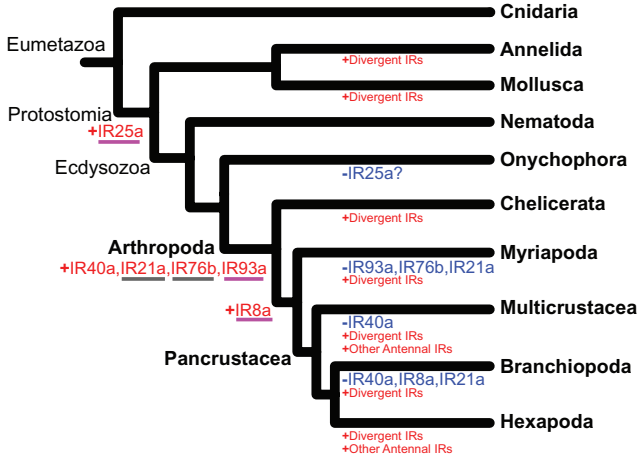 Cnidaria
Eumetazoa
Annelida
+Divergent IRs
Mollusca
+Divergent IRs
Protostomia
+IR25a
Nematoda
Ecdysozoa
Onychophora
-IR25a?
Chelicerata
+Divergent IRs
Arthropoda
+IR40a,IR21a,IR76b,IR93a
Myriapoda
-IR93a,IR76b,IR21a
+Divergent IRs
+IR8a
Multicrustacea
-IR40a
+Divergent IRs
+Other Antennal IRs
Pancrustacea
Branchiopoda
-IR40a,IR8a,IR21a
+Divergent IRs
Hexapoda
+Divergent IRs
+Other Antennal IRs